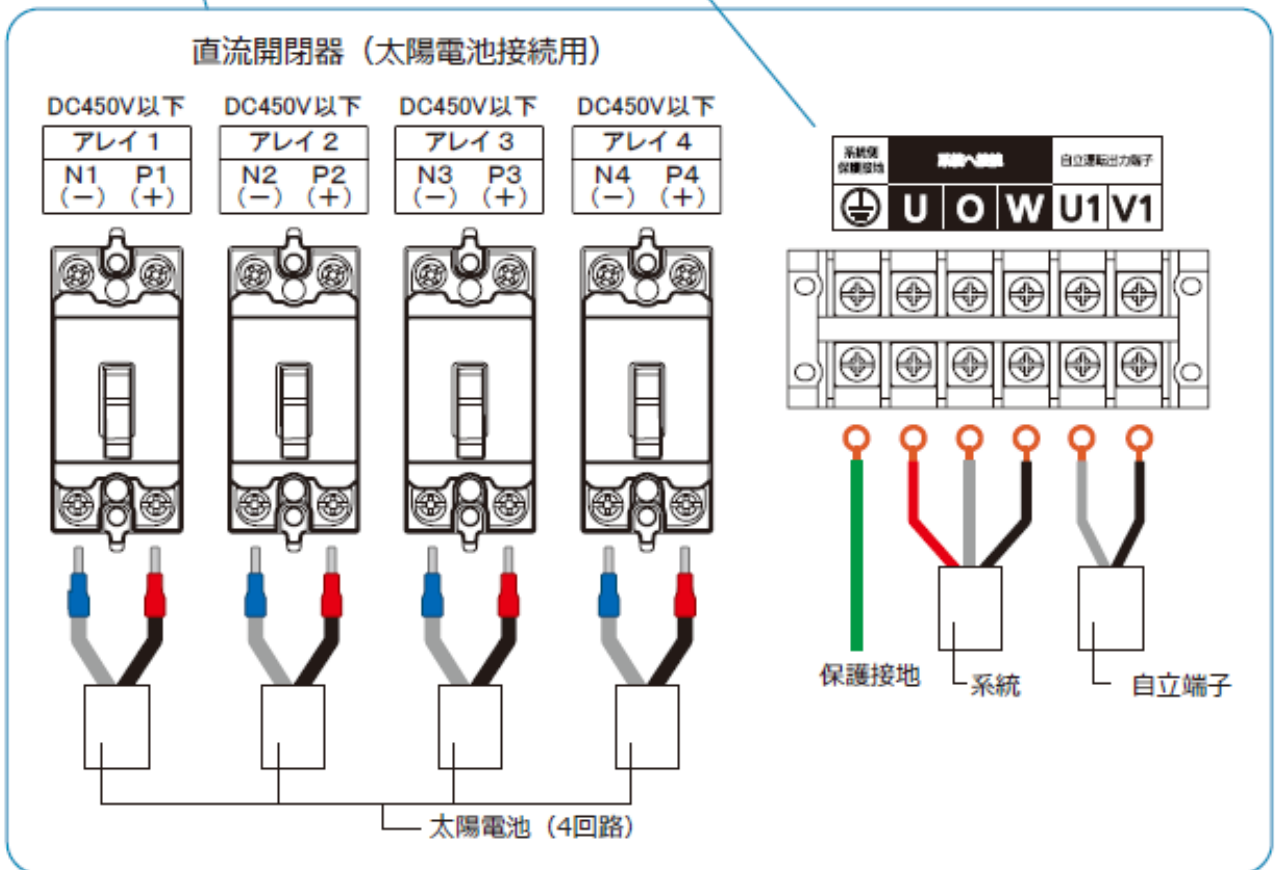 直流開閉器（太陽電池接続用）
DC450V以下
アレイ 1
N1 P1
(－) (＋)
DC450V以下
アレイ 2
N2 P2
(－) (＋)
DC450V以下
アレイ 3
N3 P3
(－) (＋)
DC450V以下
アレイ 4
N4 P4
(－) (＋)
系統側
保護接地
自立運転出力端子
U O W U1 V1
保護接地
系統
自立端子
太陽電池（4回路）